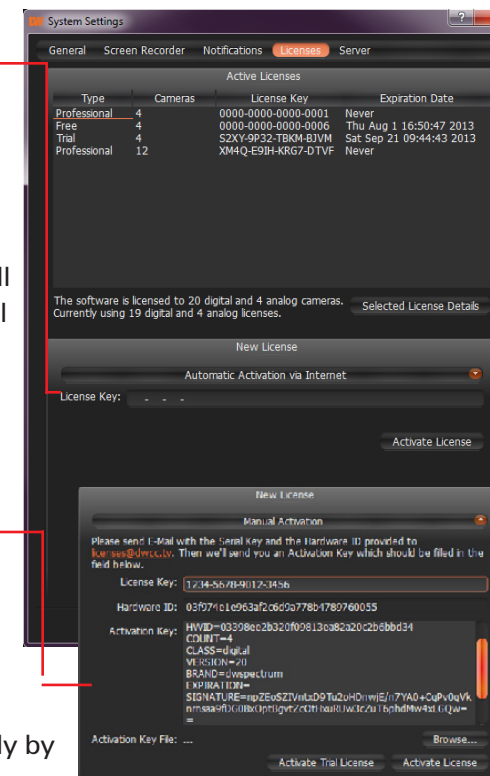 DW System Settings ?
General Screen Recorder Notifications Licenses Server
Active Licenses
Type Cameras License Key Expiration Date
Professional 4 0000-0000-0000-0001 Never
Free 4 0000-0000-0000-0006 Thu Aug 1 16:50:47 2013
Trial 4 S2XY-9P32-TBKM-BJVM Sat Sep 21 09:44:43 2013
Professional 12 XM4Q-E9IH-KRG7-DTVF Never
ll
l
The software is licensed to 20 digital and 4 analog cameras.
Currently using 19 digital and 4 analog licenses.
Selected License Details
New License
Automatic Activation via Internet
License Key: - - -
Activate License
New License
Manual Activation
Please send E-Mail with the Serial Key and the Hardware ID provided to
licenses@dwcc.tv. Then we'll send you an Activation Key which should be filled in the
field below.
License Key: 1234-5678-9012-3456
Hardware ID: 03f974e1e963af2c6d9a778b4789760055
Activation Key: HWID=03398ee2b320f09813ea82a20c2b6bbd34
COUNT=4
CLASS=digital
VERSION=20
BRAND=dwspectrum
EXPIRATION=
=
ly by
Activation Key File: ... Browse...
Activate Trial License Activate License